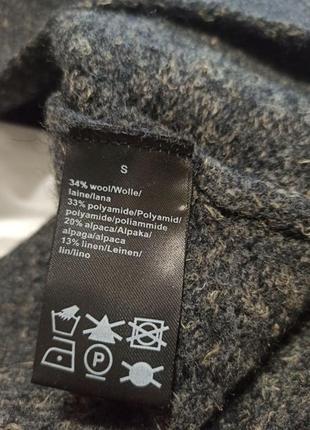 S
34% wool/Wolle/
laine/lana
33% polyamide/Polyamid/
polyamide/poliammide
20% alpaca/Alpaka/
alpaga/alpaca
13% linen/Leinen/
lin/lino
P